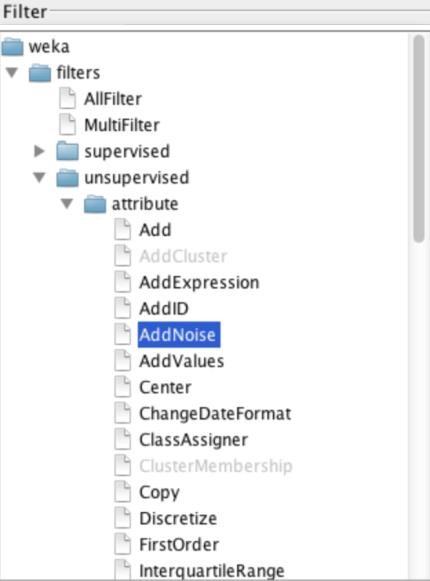 Filter
weka
filters
AllFilter
MultiFilter
supervised
unsupervised
attribute
Add
AddCluster
AddExpression
AddID
AddNoise
AddValues
Center
ChangeDateFormat
ClassAssigner
ClusterMembership
Copy
Discretize
FirstOrder
InterquartileRange